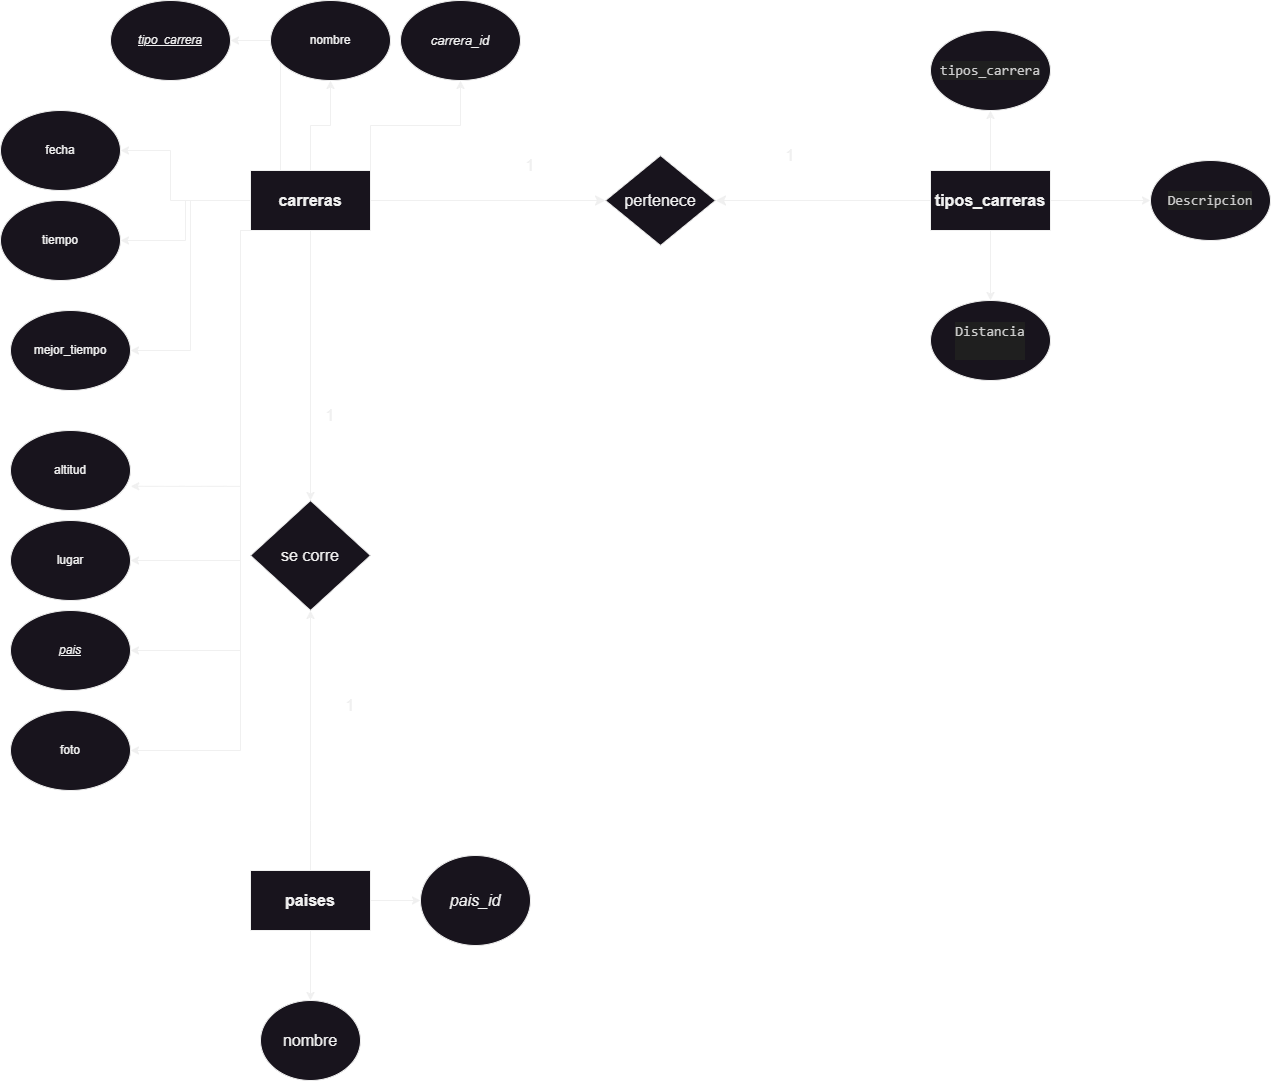 tipo_carrera
nombre
carrera_id
tipos_carrera
fecha
1
1
carreras
pertenece
tipos_carreras
Descripcion
tiempo
mejor_tiempo
Distancia
1
altitud
se corre
lugar
pais
1
foto
paises
pais_id
nombre